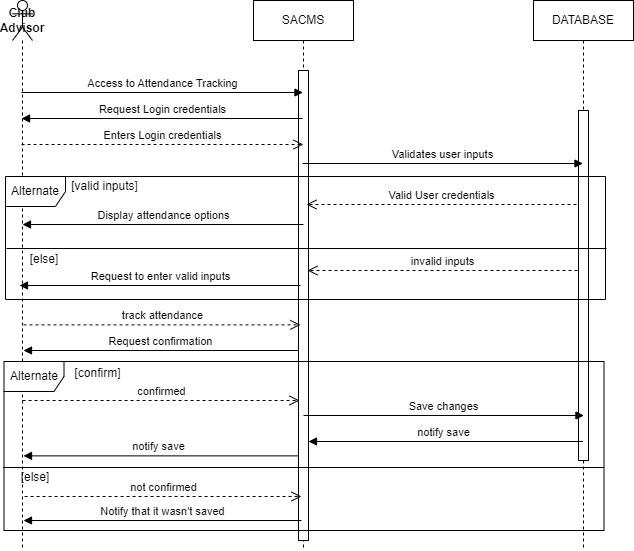 Club
Advisor
SACMS
DATABASE
Access to Attendance Tracking
Request Login credentials
Enters Login credentials
Validates user inputs
Alternate
[valid inputs]
Valid User credentials
Display attendance options
[else]
invalid inputs
Request to enter valid inputs
track attendance
Request confirmation
Alternate
[confirm]
confirmed
Save changes
notify save
notify save
[else]
not confirmed
Notify that it wasn't saved